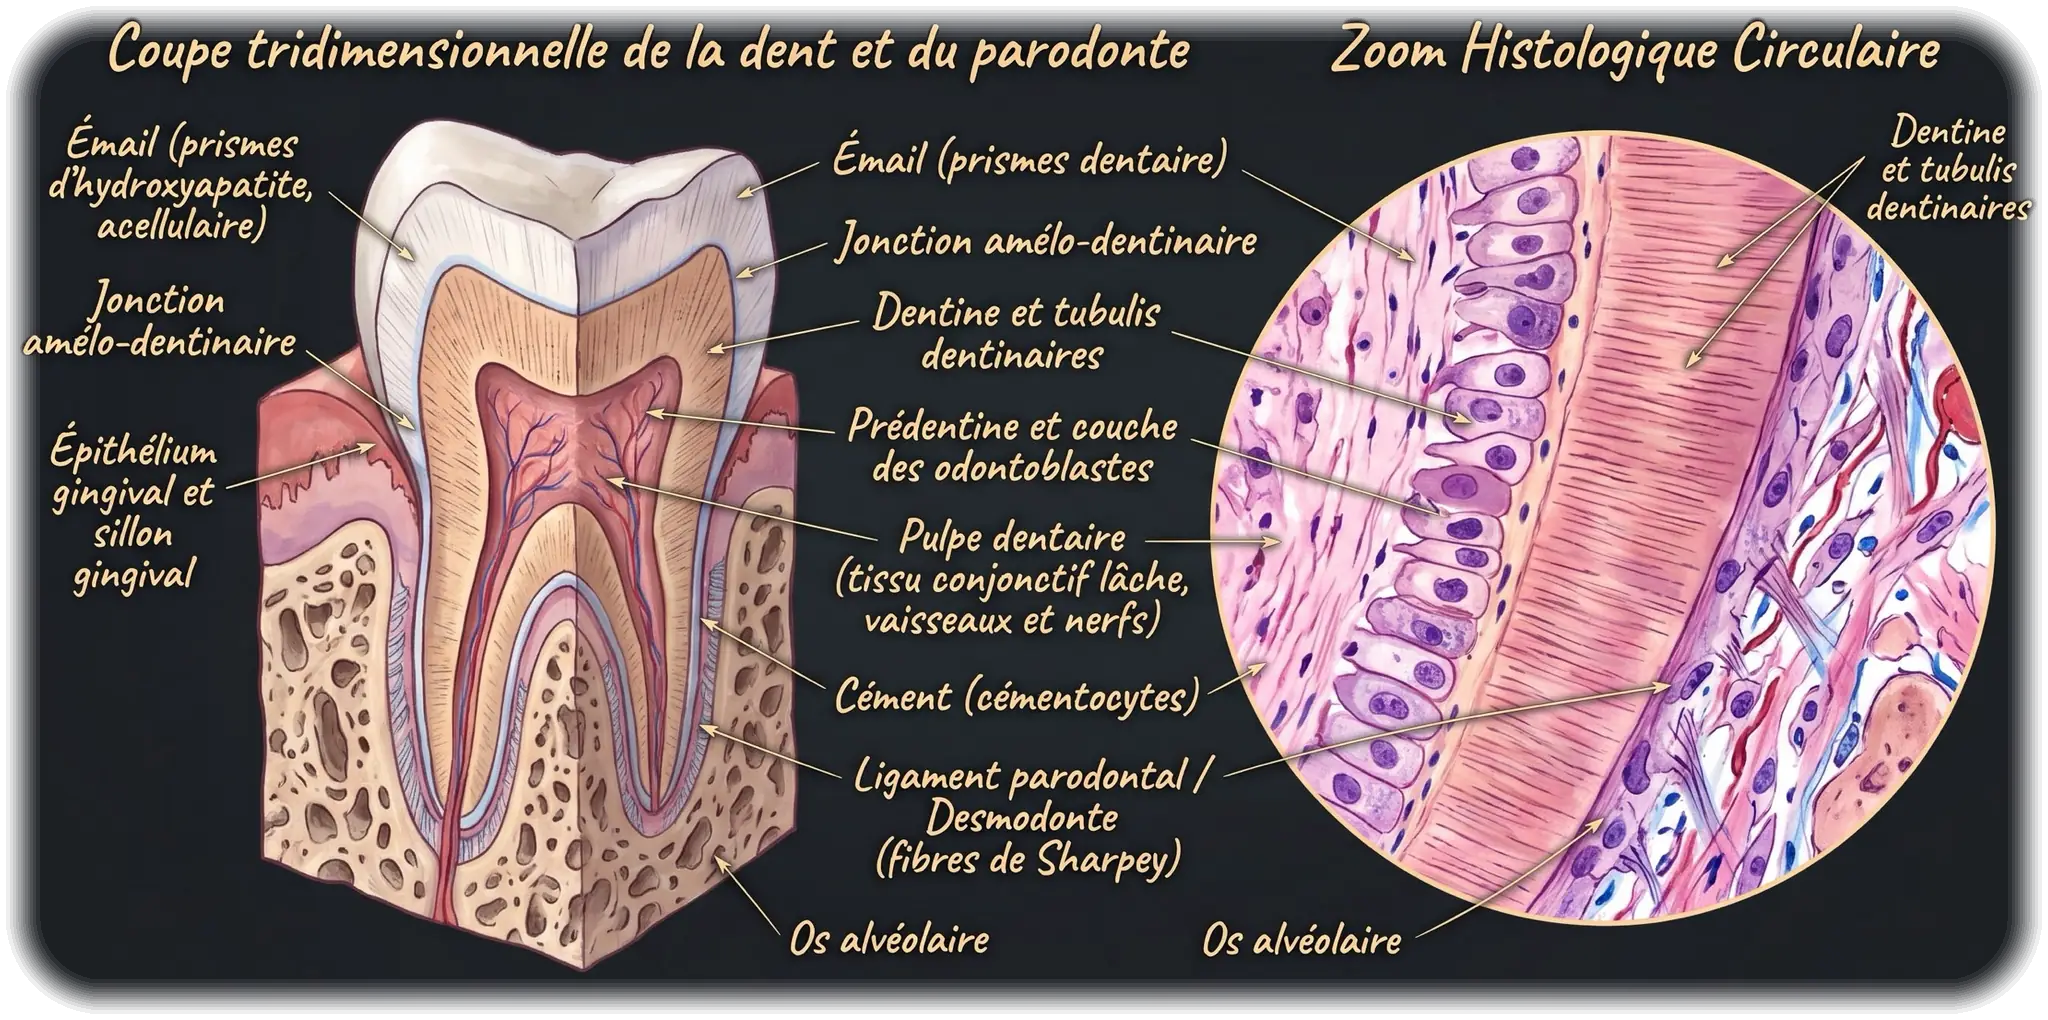 Coupe tridimensionnelle de la dent et du parodonte
Zoom Histologique Circulaire
Émail (prismes
d'hydroxyapatite,
acellulaire)
Jonction
amélo-dentinaire
Épithélium
gingival et
sillon
gingival
Émail (prismes dentaire)
Jonction amélo-dentinaire
Dentine et tubulis
dentinaires
Prédentine et couche
des odontoblastes
Pulpe dentaire
(tissu conjonctif lâche,
vaisseaux et nerfs)
Cément (cémentocytes)
Ligament parodontal /
Desmodonte
(fibres de Sharpey)
Os alvéolaire
Os alvéolaire
Dentine
et tubulis
dentinaires